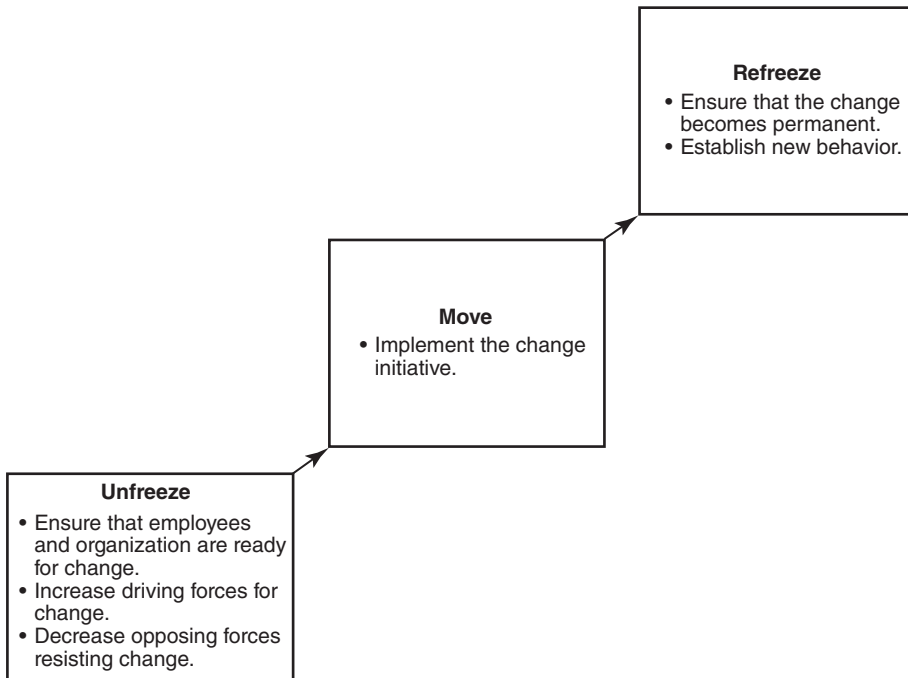 Refreeze
• Ensure that the change
becomes permanent.
• Establish new behavior.
Move
• Implement the change
initiative.
Unfreeze
• Ensure that employees
and organization are ready
for change.
• Increase driving forces for
change.
• Decrease opposing forces
resisting change.